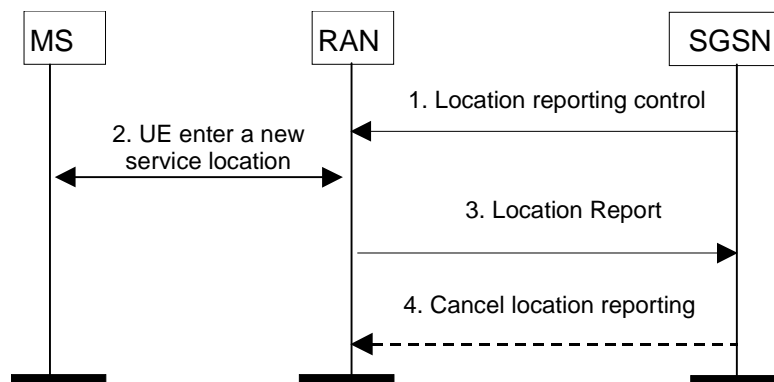 MS
RAN
SGSN
1. Location reporting control
2. UE enter a new
service location
3. Location Report
4. Cancel location reporting